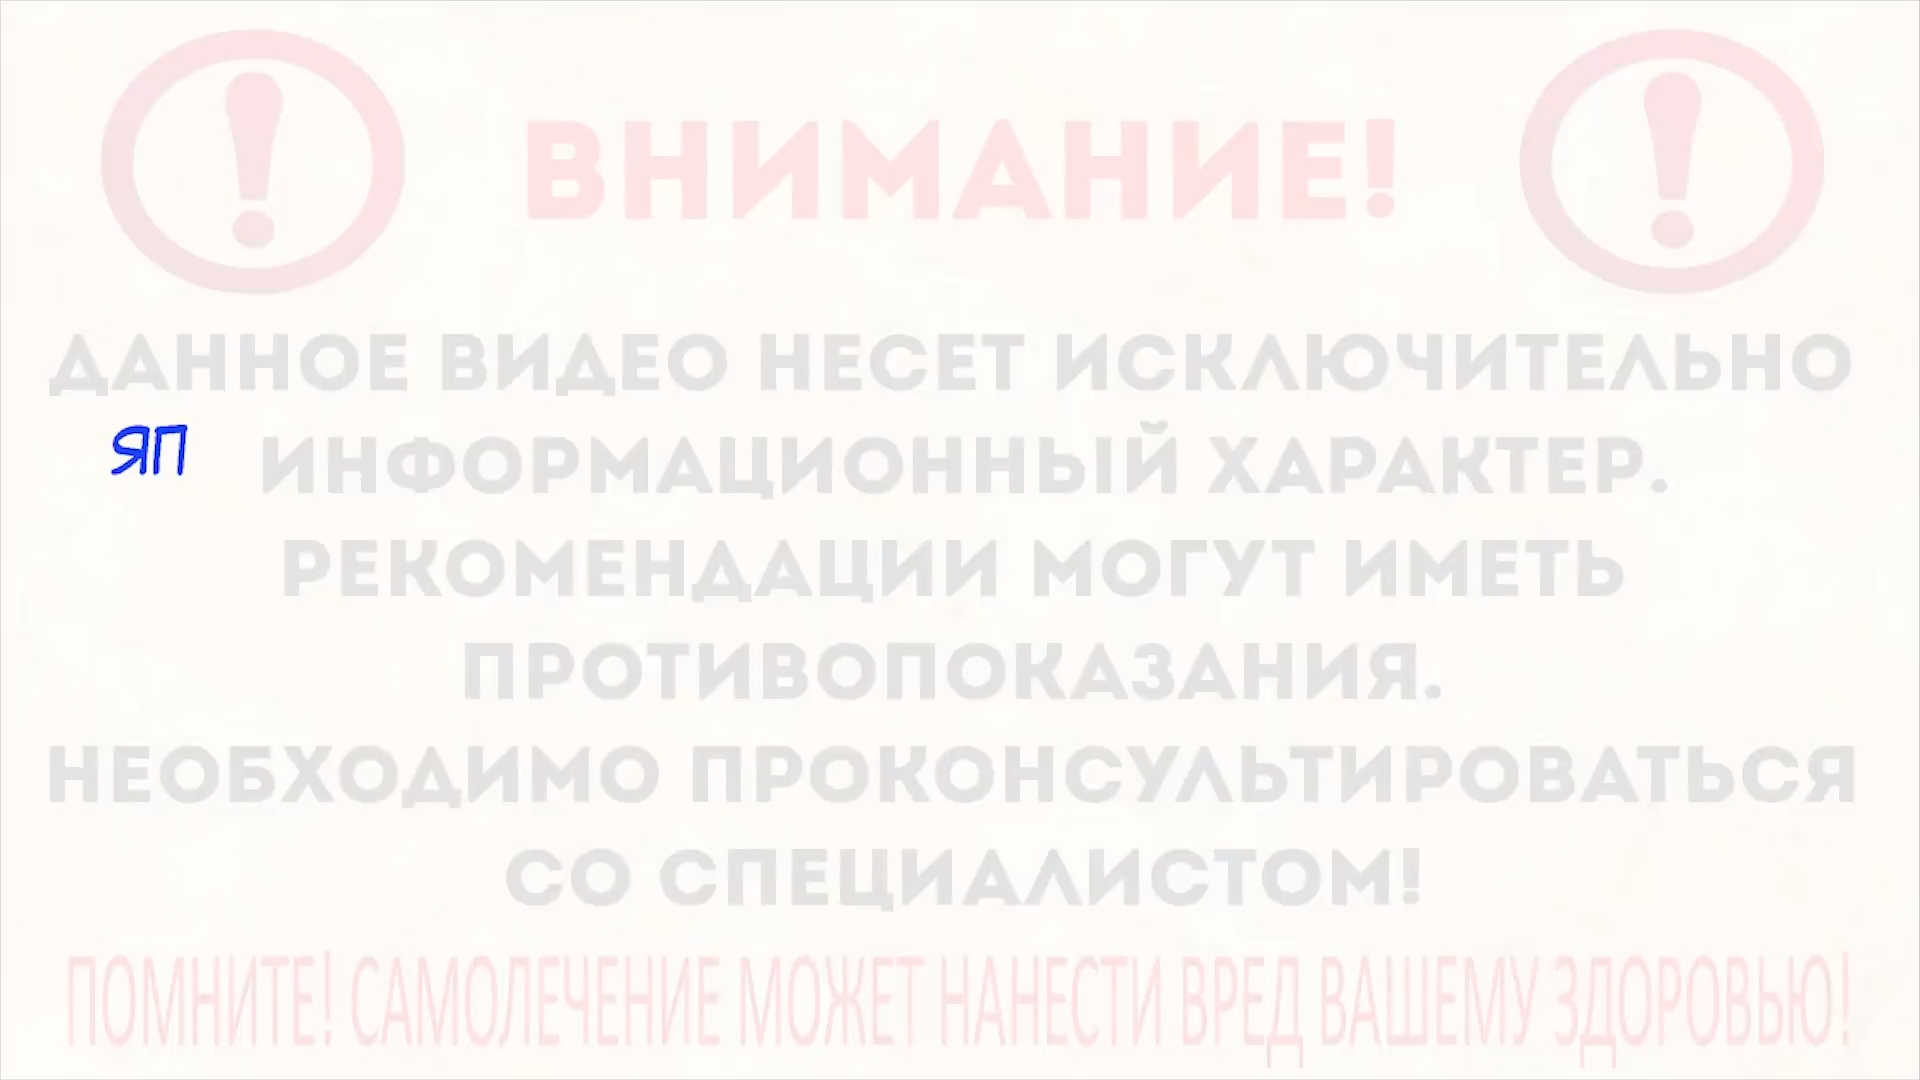 ВНИМАНИЕ!
ДАННОЕ ВИДЕО НЕСЕТ ИСКЛЮЧИТЕЛЬНО
ЯП ИНФОРМАЦИОННЫЙ ХАРАКТЕР.
РЕКОМЕНДАЦИИ МОГУТ ИМЕТЬ
ПРОТИВОПОКАЗАНИЯ.
НЕОБХОДИМО ПРОКОНСУЛЬТИРОВАТЬСЯ
СО СПЕЦИАЛИСТОМ!
ПОМНИТЕ! САМОЛЕЧЕНИЕ МОЖЕТ НАНЕСТИ ВРЕД ВАШЕМУ ЗДОРОВЬЮ!